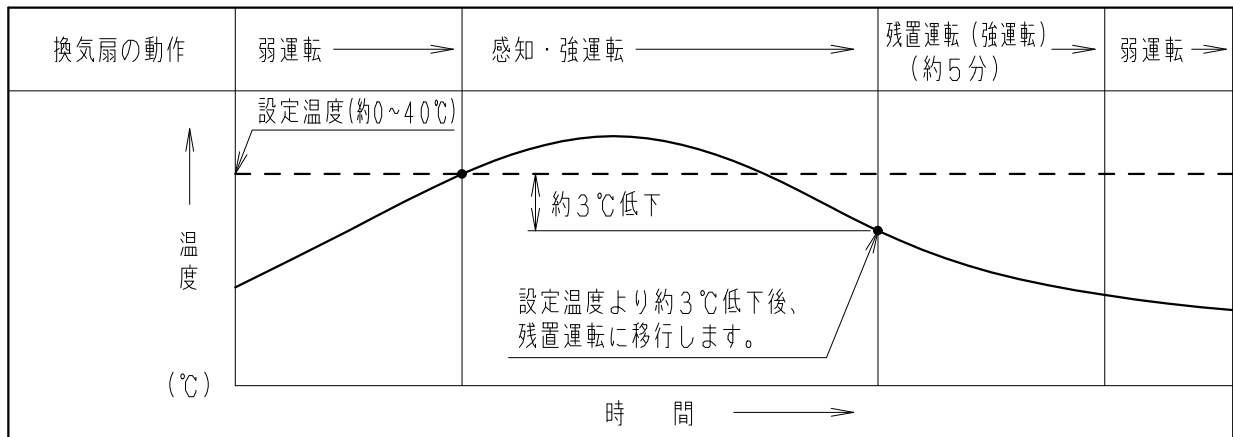 換気扇の動作
弱運転
感知・強運転
残置運転(強運転)
(約5分)
弱運転
設定温度(約0~40℃)
約3℃低下
温度
設定温度より約3℃低下後、
残置運転に移行します。
(℃)
時 間